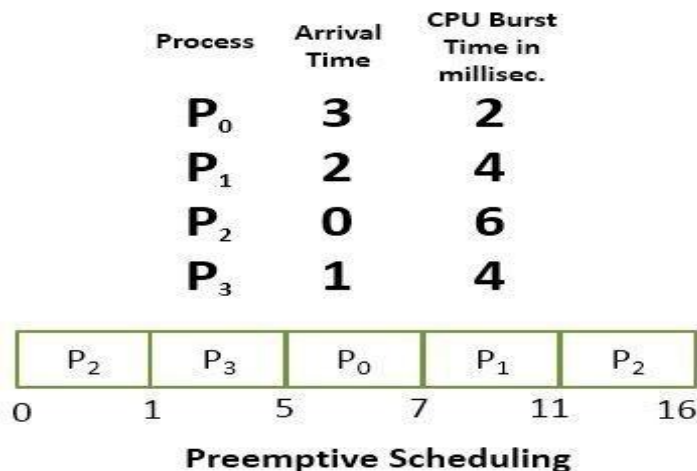 Process Arrival Time CPU Burst Time in millisec.
P₀ 3 2
P₁ 2 4
P₂ 0 6
P₃ 1 4
P₂ P₃ P₀ P₁ P₂
0 1 5 7 11 16
Preemptive Scheduling